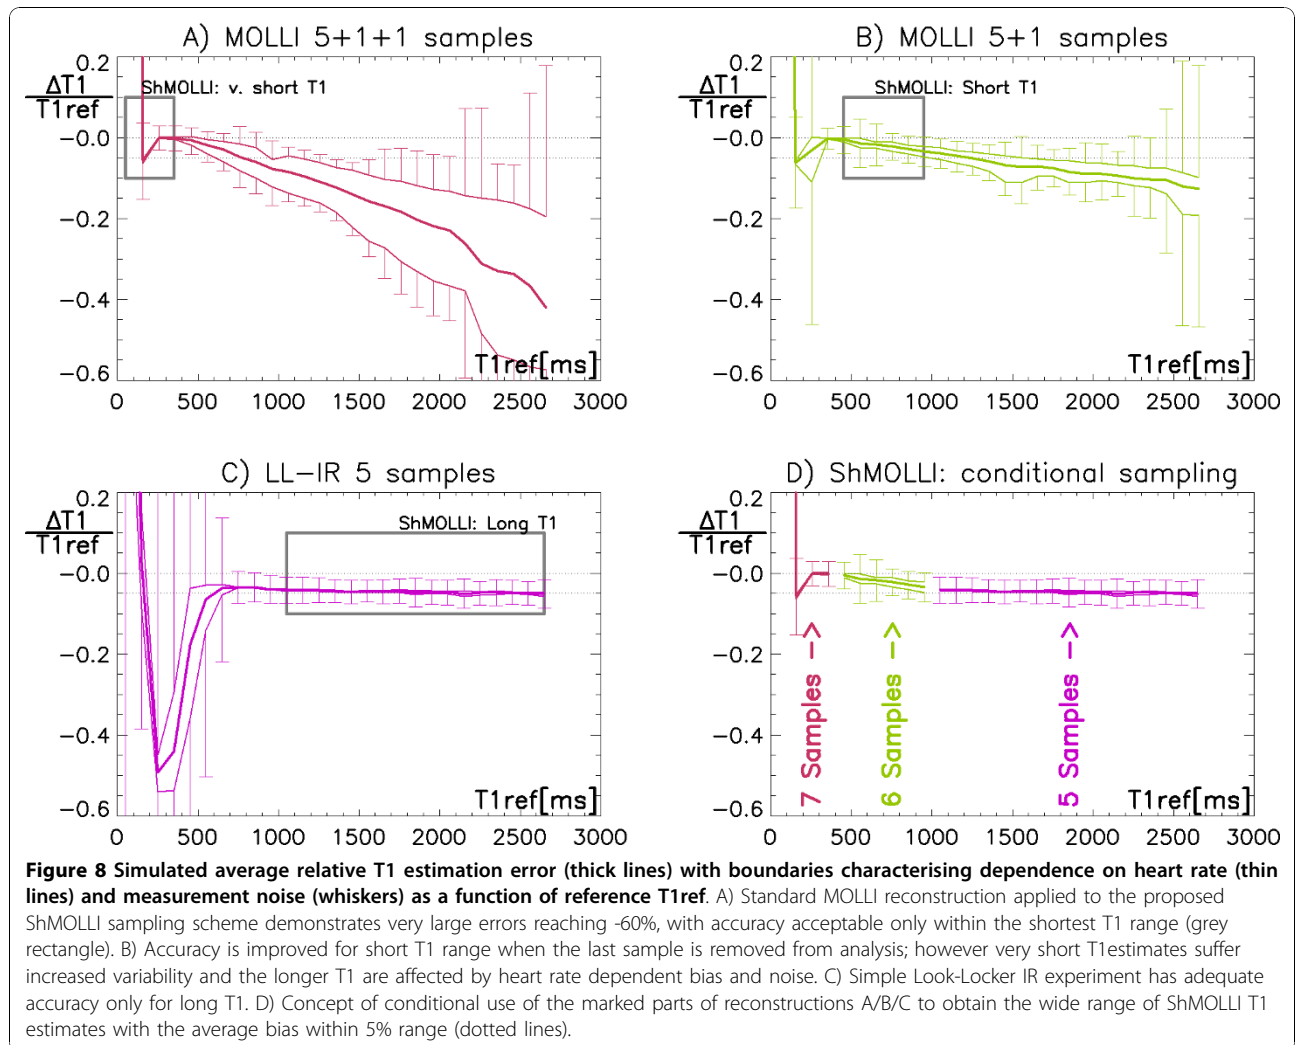 A) MOLLI 5+1+1 samples
0.2
-0.0
-0.2
-0.4
-0.6
ΔT1
T1ref
ShMOLLI: v. short T1
T1ref[ms]
0 500 1000 1500 2000 2500 3000
B) MOLLI 5+1 samples
0.2
-0.0
-0.2
-0.4
-0.6
ΔT1
T1ref
ShMOLLI: Short T1
T1ref[ms]
0 500 1000 1500 2000 2500 3000
C) LL-IR 5 samples
0.2
-0.0
-0.2
-0.4
-0.6
ΔT1
T1ref
ShMOLLI: Long T1
T1ref[ms]
0 500 1000 1500 2000 2500 3000
D) ShMOLLI: conditional sampling
0.2
-0.0
-0.2
-0.4
-0.6
ΔT1
T1ref
7 Samples -->
6 Samples -->
5 Samples -->
T1ref[ms]
0 500 1000 1500 2000 2500 3000
Figure 8 Simulated average relative T1 estimation error (thick lines) with boundaries characterising dependence on heart rate (thin
lines) and measurement noise (whiskers) as a function of reference T1ref. A) Standard MOLLI reconstruction applied to the proposed
ShMOLLI sampling scheme demonstrates very large errors reaching -60%, with accuracy acceptable only within the shortest T1 range (grey
rectangle). B) Accuracy is improved for short T1 range when the last sample is removed from analysis; however very short T1estimates suffer
increased variability and the longer T1 are affected by heart rate dependent bias and noise. C) Simple Look-Locker IR experiment has adequate
accuracy only for long T1. D) Concept of conditional use of the marked parts of reconstructions A/B/C to obtain the wide range of ShMOLLI T1
estimates with the average bias within 5% range (dotted lines).